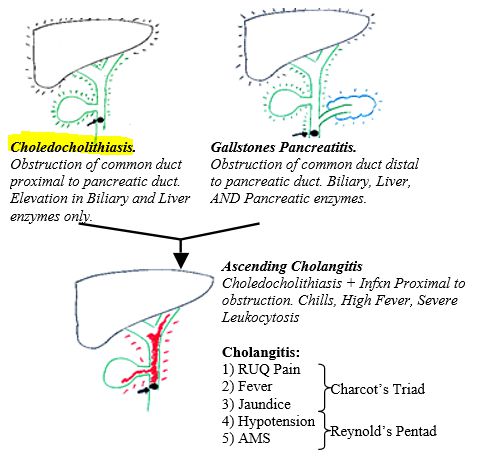 Choledocholithiasis.
Obstruction of common duct
proximal to pancreatic duct.
Elevation in Biliary and Liver
enzymes only.
Gallstones Pancreatitis.
Obstruction of common duct distal
to pancreatic duct. Biliary, Liver,
AND Pancreatic enzymes.
Ascending Cholangitis
Choledocholithiasis + Infxn Proximal to
obstruction. Chills, High Fever, Severe
Leukocytosis
Cholangitis:
1) RUQ Pain
2) Fever
3) Jaundice
4) Hypotension
5) AMS
Charcot's Triad
Reynold's Pentad